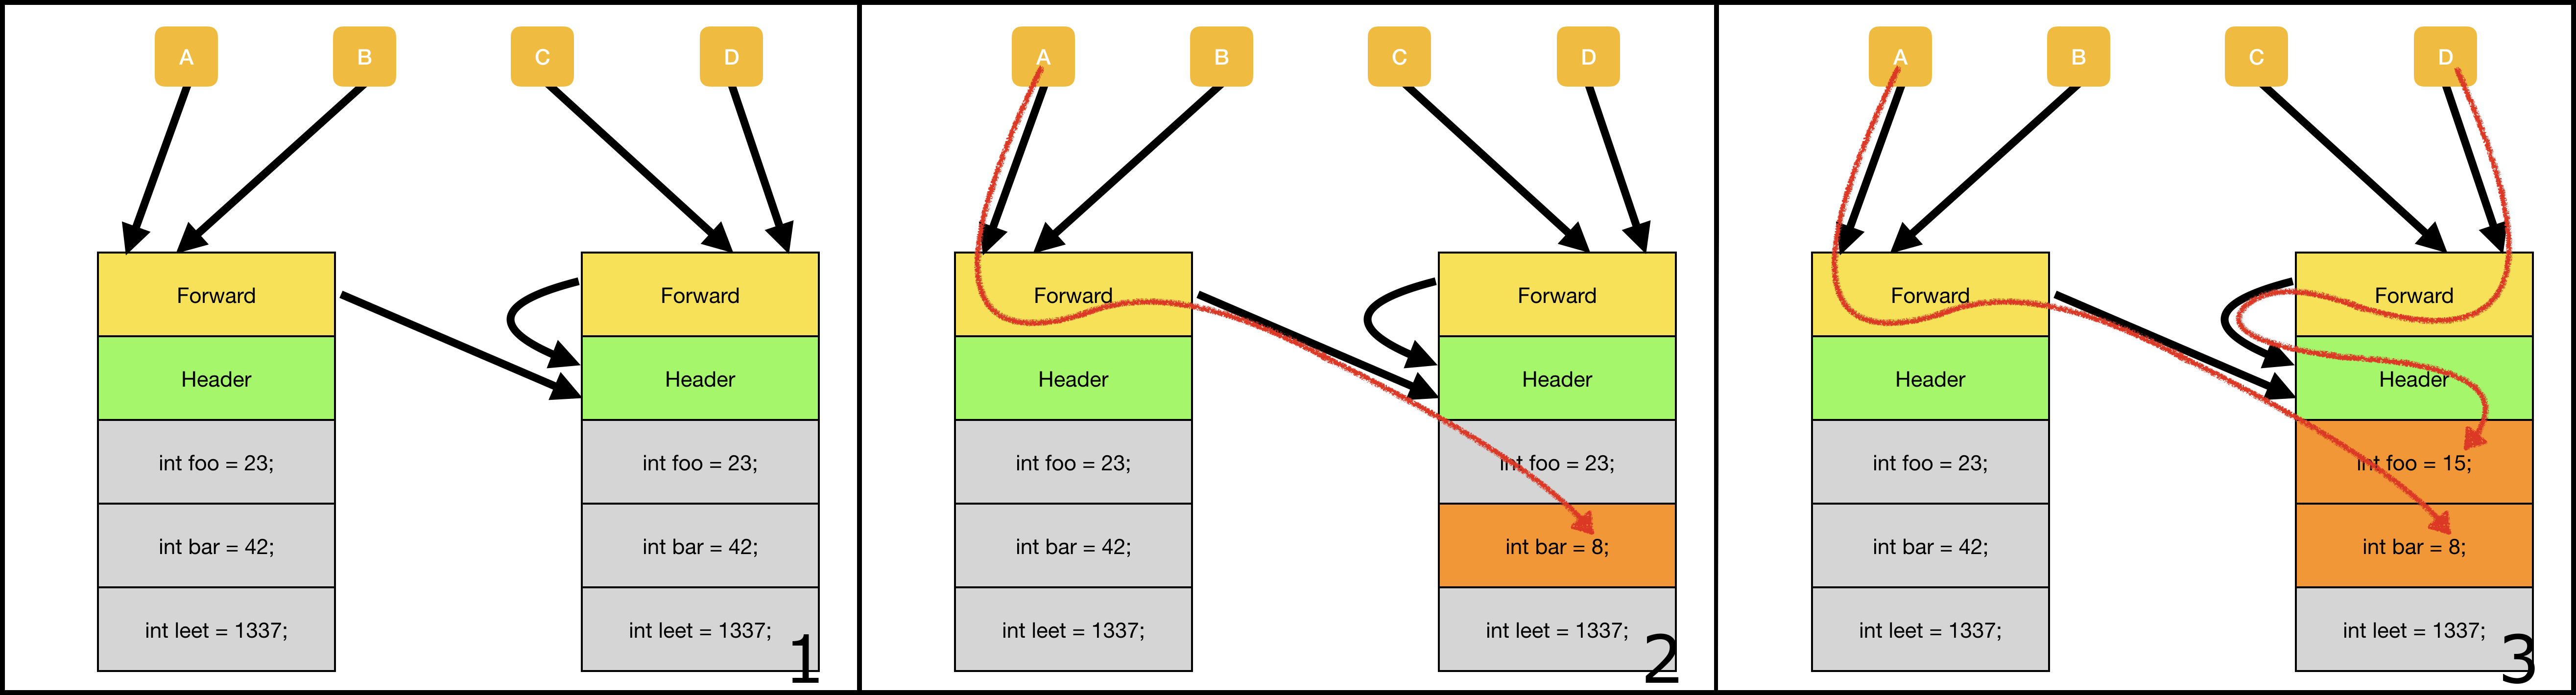 A
B
C
D
Forward
Header
int foo = 23;
int bar = 42;
int leet = 1337;
Forward
Header
int foo = 23;
int bar = 42;
int leet = 1337;
1
A
B
C
D
Forward
Header
int foo = 23;
int bar = 42;
int leet = 1337;
Forward
Header
int foo = 23;
int bar = 8;
int leet = 1337;
2
A
B
C
D
Forward
Header
int foo = 23;
int bar = 42;
int leet = 1337;
Forward
Header
int foo = 15;
int bar = 8;
int leet = 1337;
3